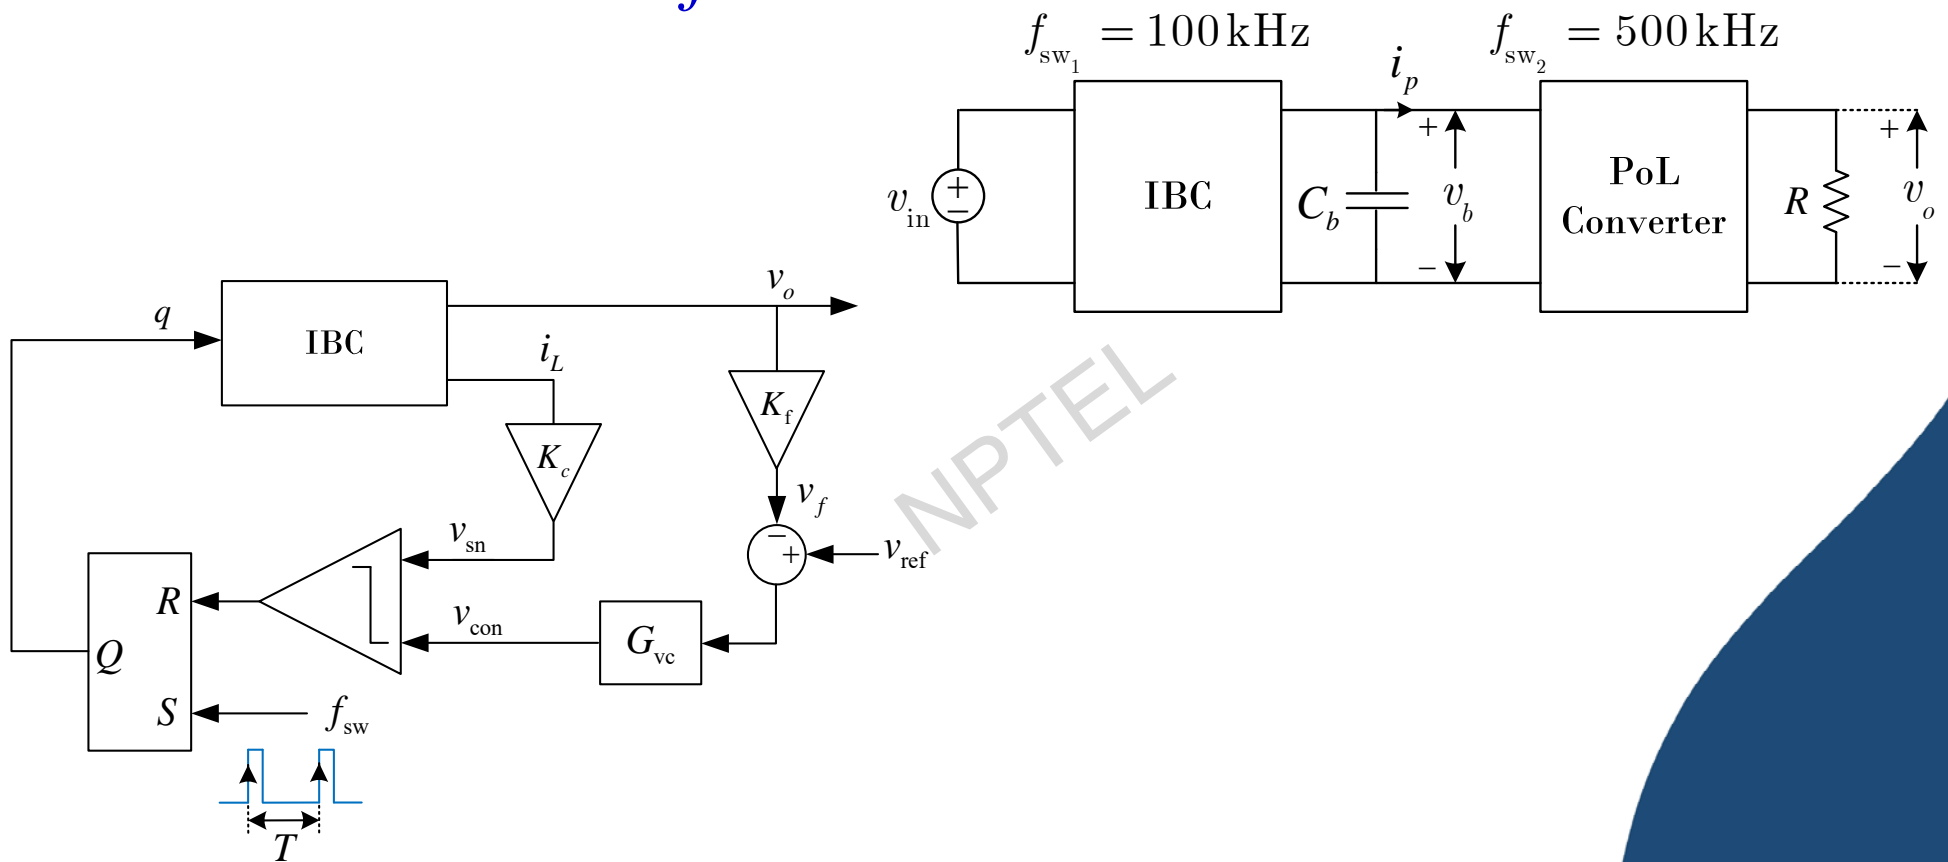 f_sw1 = 100 kHz
f_sw2 = 500 kHz
i_p
v_in
+
−
IBC
C_b
+
v_b
−
PoL
Converter
R
+
v_o
−
q
IBC
v_o
i_L
K_c
K_f
v_f
−
+
v_ref
v_sn
v_con
G_vc
R
Q
S
f_sw
T
NPTEL